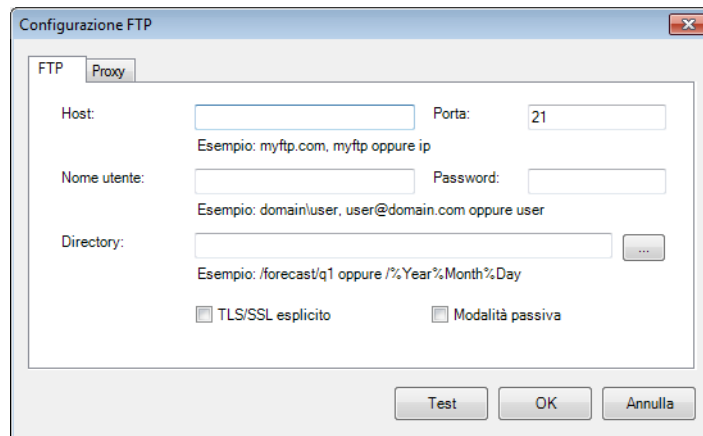 Configurazione FTP
FTP Proxy
Host: Porta: 21
Esempio: myftp.com, myftp oppure ip
Nome utente: Password:
Esempio: domain\user, user@domain.com oppure user
Directory: ...
Esempio: /forecast/q1 oppure /%Year%Month%Day
TLS/SSL esplicito Modalità passiva
Test OK Annulla